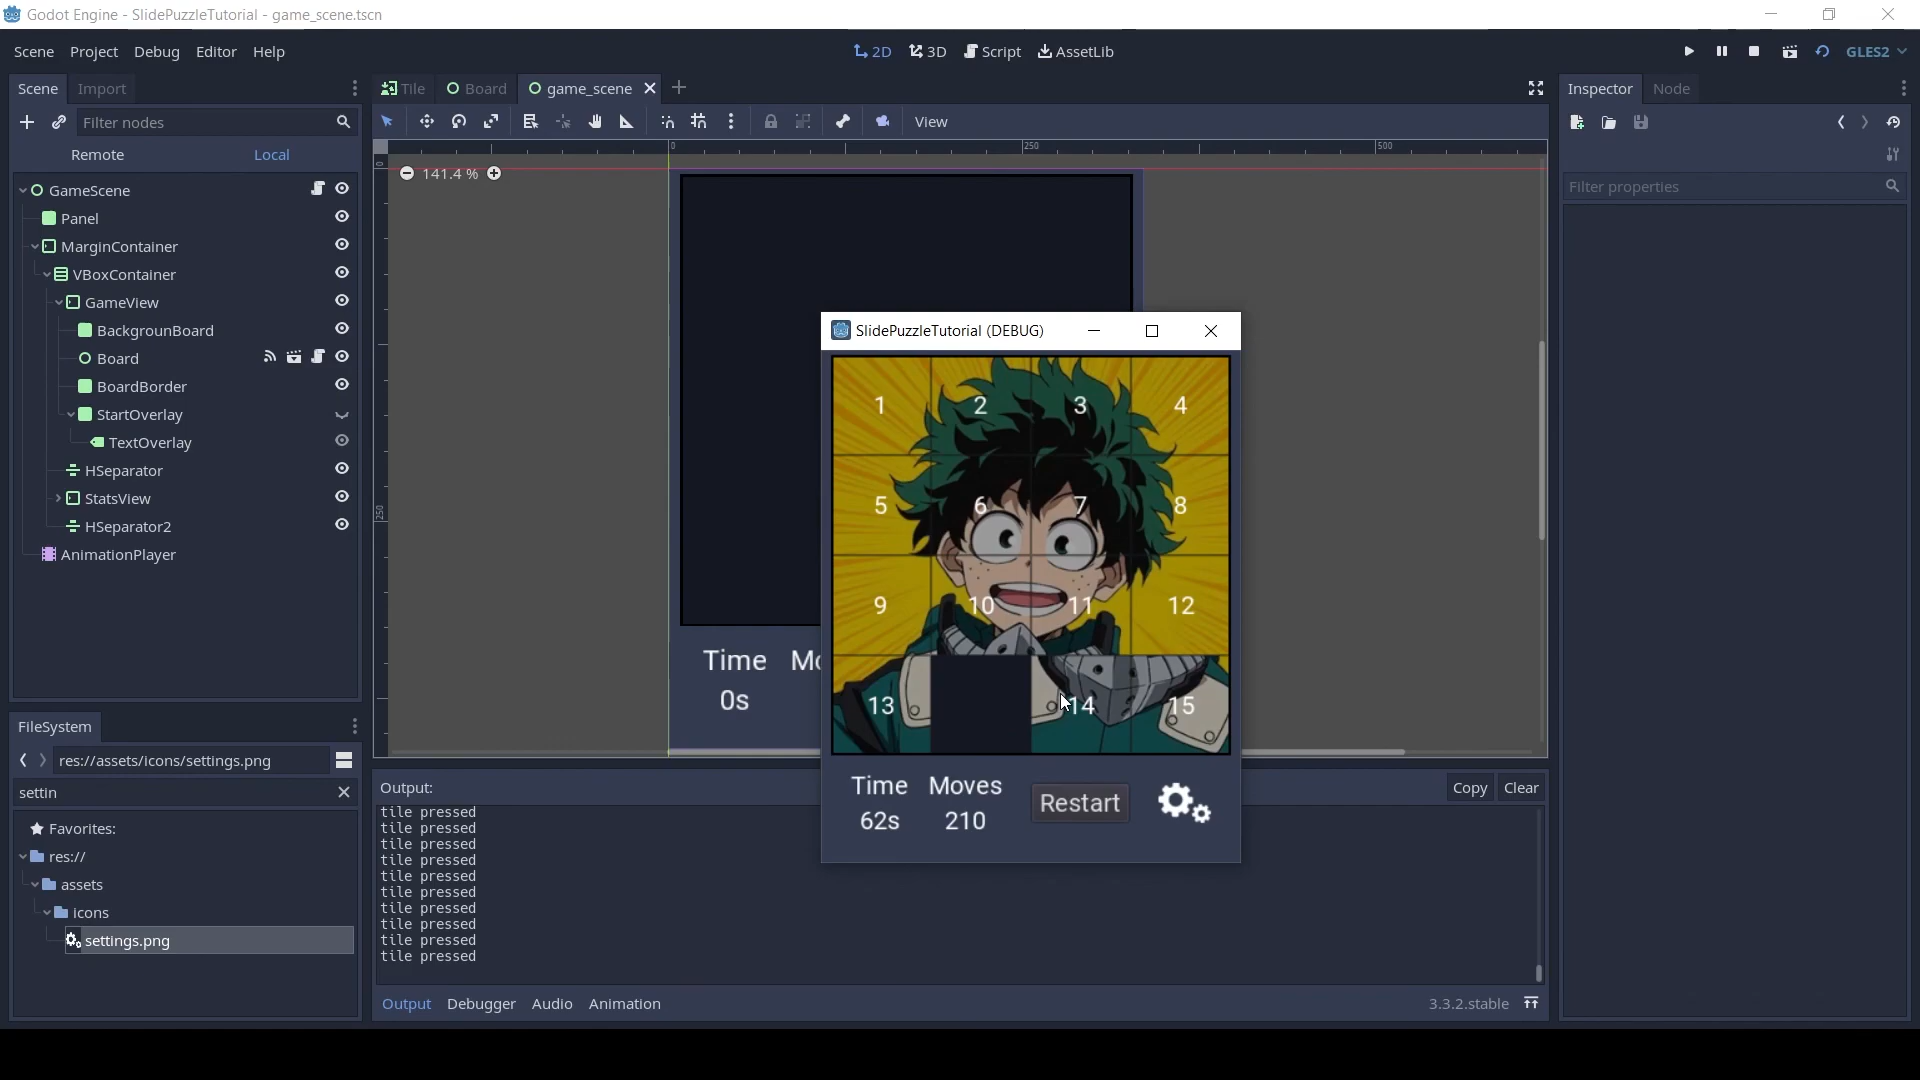 Godot Engine - SlidePuzzleTutorial - game_scene.tscn
Scene Project Debug Editor Help
2D 3D Script AssetLib
GLES2
Scene Import
Tile Board game_scene
Inspector Node
Filter nodes
View
Remote Local
Filter properties
0 250 500
0
250
141.4 %
GameScene
Panel
MarginContainer
VBoxContainer
GameView
BackgrounBoard
Board
BoardBorder
StartOverlay
TextOverlay
HSeparator
StatsView
HSeparator2
AnimationPlayer
Time Mo
0s
SlidePuzzleTutorial (DEBUG)
1 2 3 4
5 6 7 8
9 10 11 12
13 14 15
Time Moves
62s 210
Restart
FileSystem
res://assets/icons/settings.png
settin
Favorites:
res://
assets
icons
settings.png
Output:
Copy Clear
tile pressed
tile pressed
tile pressed
tile pressed
tile pressed
tile pressed
tile pressed
tile pressed
tile pressed
tile pressed
Output Debugger Audio Animation
3.3.2.stable